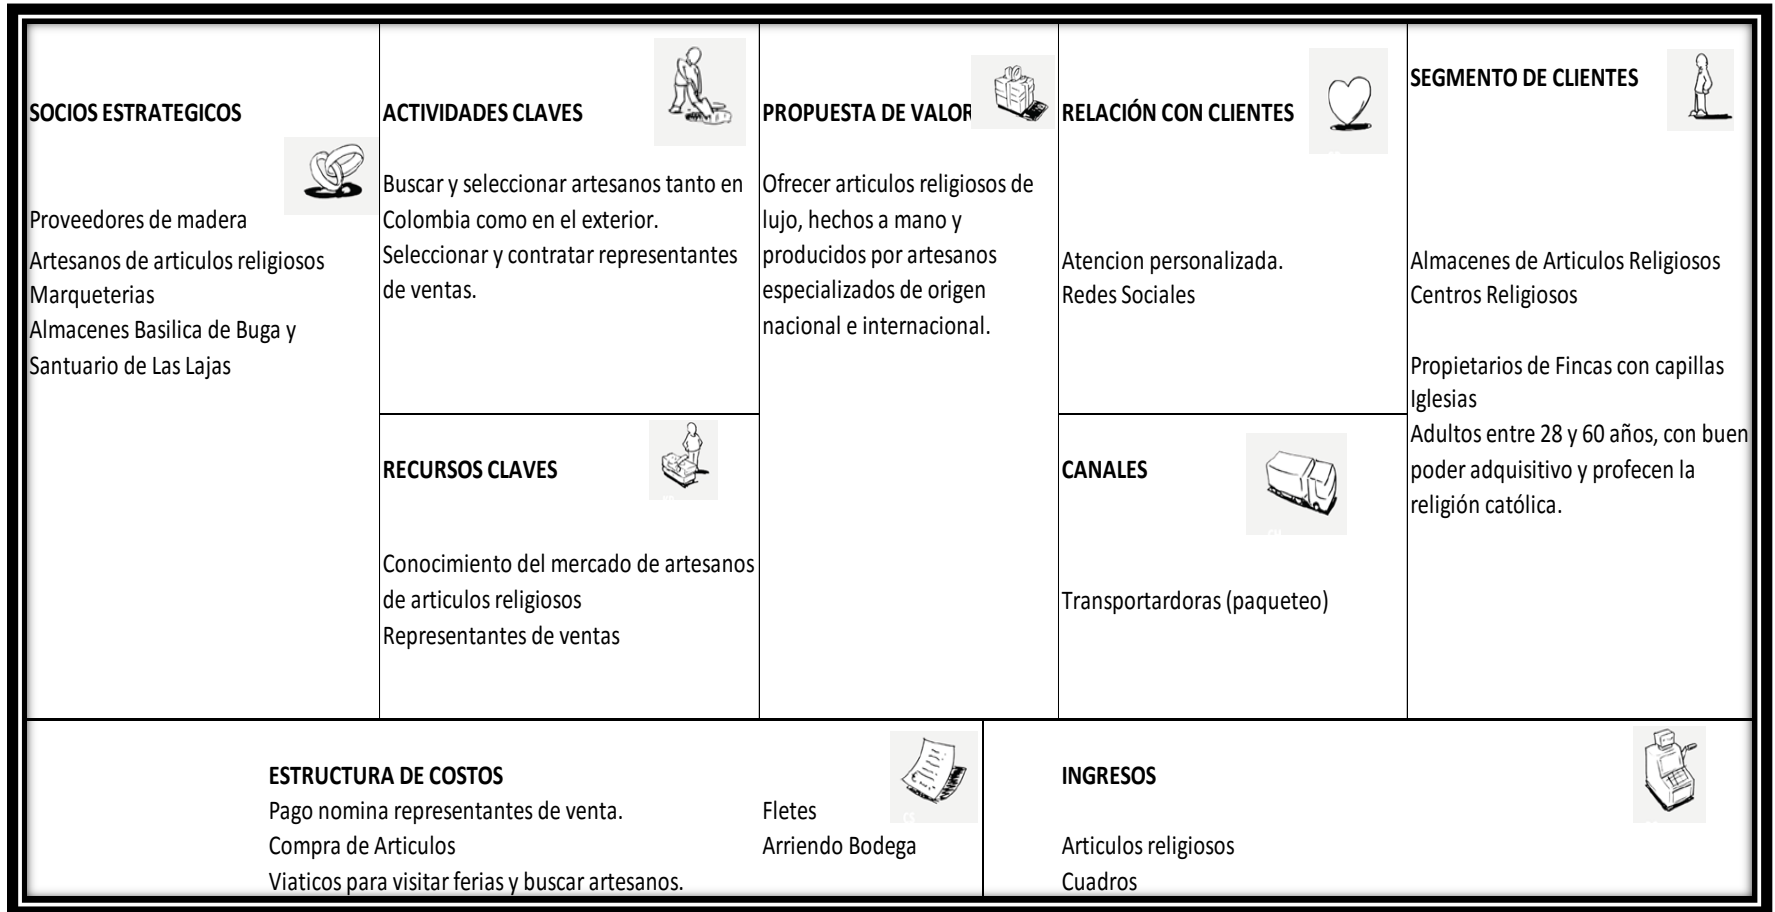 SOCIOS ESTRATEGICOS
Proveedores de madera
Artesanos de articulos religiosos
Marqueterias
Almacenes Basilica de Buga y
Santuario de Las Lajas
ACTIVIDADES CLAVES
Buscar y seleccionar artesanos tanto en
Colombia como en el exterior.
Seleccionar y contratar representantes
de ventas.
RECURSOS CLAVES
Conocimiento del mercado de artesanos
de articulos religiosos
Representantes de ventas
PROPUESTA DE VALOR
Ofrecer articulos religiosos de
lujo, hechos a mano y
producidos por artesanos
especializados de origen
nacional e internacional.
RELACIÓN CON CLIENTES
Atencion personalizada.
Redes Sociales
CANALES
Transportardoras (paqueteo)
SEGMENTO DE CLIENTES
Almacenes de Articulos Religiosos
Centros Religiosos
Propietarios de Fincas con capillas
Iglesias
Adultos entre 28 y 60 años, con buen
poder adquisitivo y profecen la
religión católica.
ESTRUCTURA DE COSTOS
Pago nomina representantes de venta.
Compra de Articulos
Viaticos para visitar ferias y buscar artesanos.
Fletes
Arriendo Bodega
CS
INGRESOS
Articulos religiosos
Cuadros